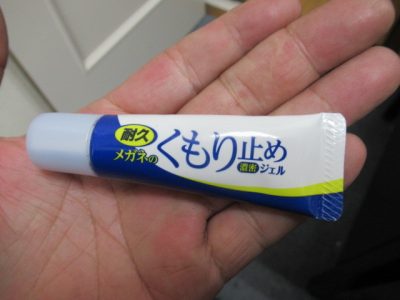 耐久
メガネのくもり止め
濃密ジェル